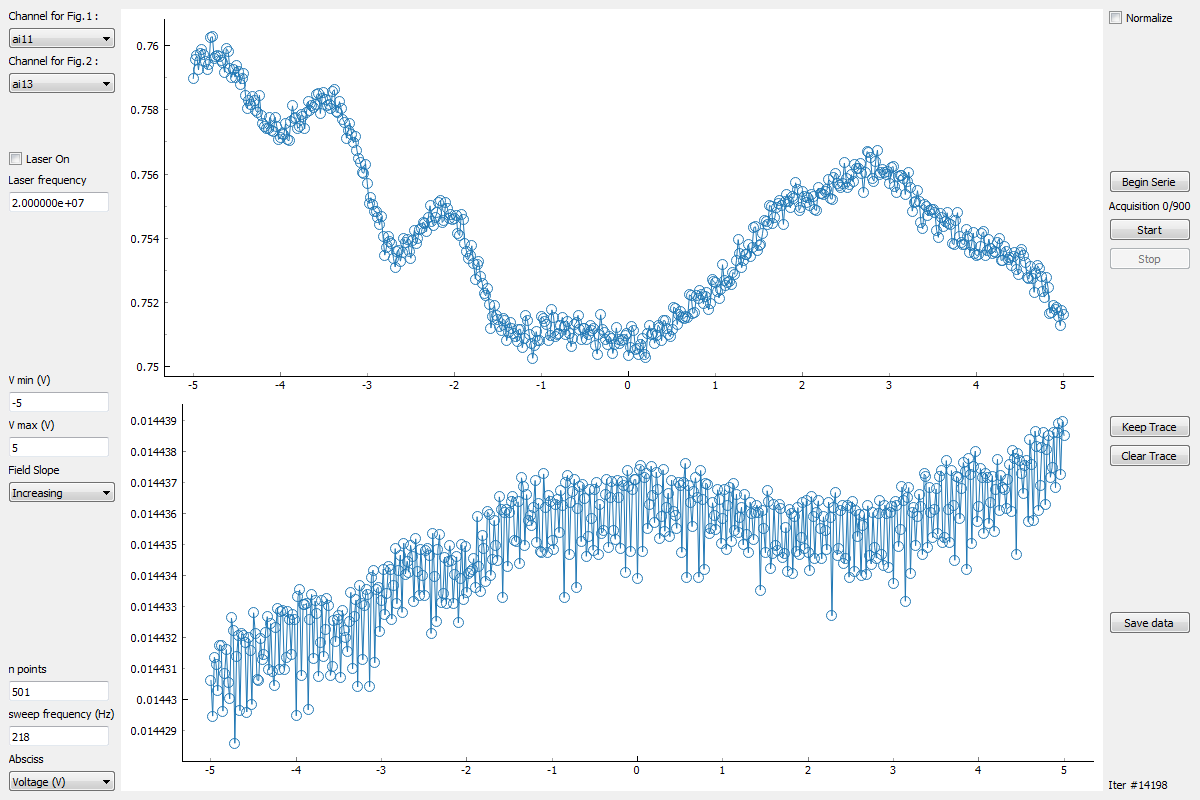 Channel for Fig.1 :
ai11
Channel for Fig.2 :
ai13
Laser On
Laser frequency
2.000000e+07
V min (V)
-5
V max (V)
5
Field Slope
Increasing
n points
501
sweep frequency (Hz)
218
Absciss
Voltage (V)
0.76
0.758
0.756
0.754
0.752
0.75
-5 -4 -3 -2 -1 0 1 2 3 4 5
0.014439
0.014438
0.014437
0.014436
0.014435
0.014434
0.014433
0.014432
0.014431
0.01443
0.014429
-5 -4 -3 -2 -1 0 1 2 3 4 5
Normalize
Begin Serie
Acquisition 0/900
Start
Stop
Keep Trace
Clear Trace
Save data
Iter #14198